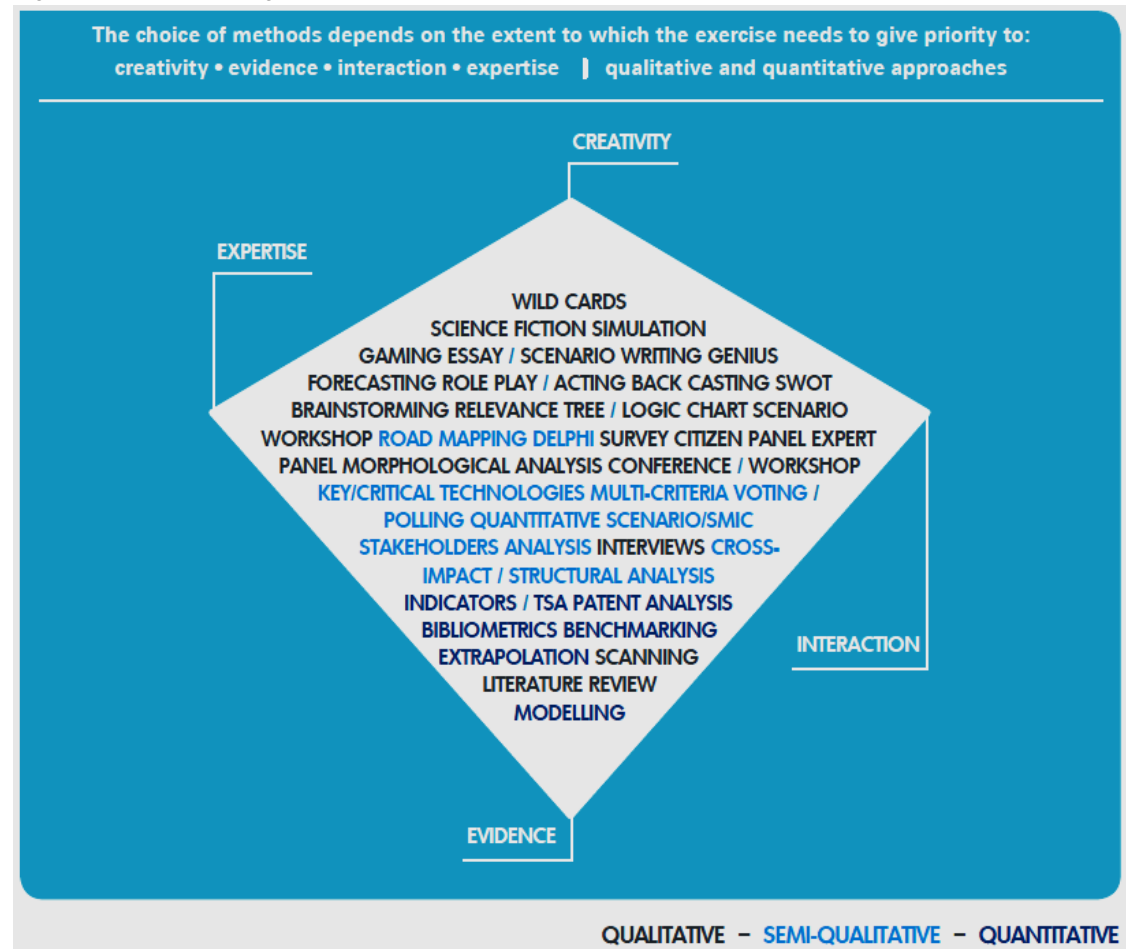 The choice of methods depends on the extent to which the exercise needs to give priority to:
creativity • evidence • interaction • expertise | qualitative and quantitative approaches
CREATIVITY
EXPERTISE
WILD CARDS
SCIENCE FICTION SIMULATION
GAMING ESSAY / SCENARIO WRITING GENIUS
FORECASTING ROLE PLAY / ACTING BACK CASTING SWOT
BRAINSTORMING RELEVANCE TREE / LOGIC CHART SCENARIO
WORKSHOP ROAD MAPPING DELPHI SURVEY CITIZEN PANEL EXPERT
PANEL MORPHOLOGICAL ANALYSIS CONFERENCE / WORKSHOP
KEY/CRITICAL TECHNOLOGIES MULTI-CRITERIA VOTING /
POLLING QUANTITATIVE SCENARIO/SMIC
STAKEHOLDERS ANALYSIS INTERVIEWS CROSS-
IMPACT / STRUCTURAL ANALYSIS
INDICATORS / TSA PATENT ANALYSIS
BIBLIOMETRICS BENCHMARKING
EXTRAPOLATION SCANNING
LITERATURE REVIEW
MODELLING
INTERACTION
EVIDENCE
QUALITATIVE – SEMI-QUALITATIVE – QUANTITATIVE